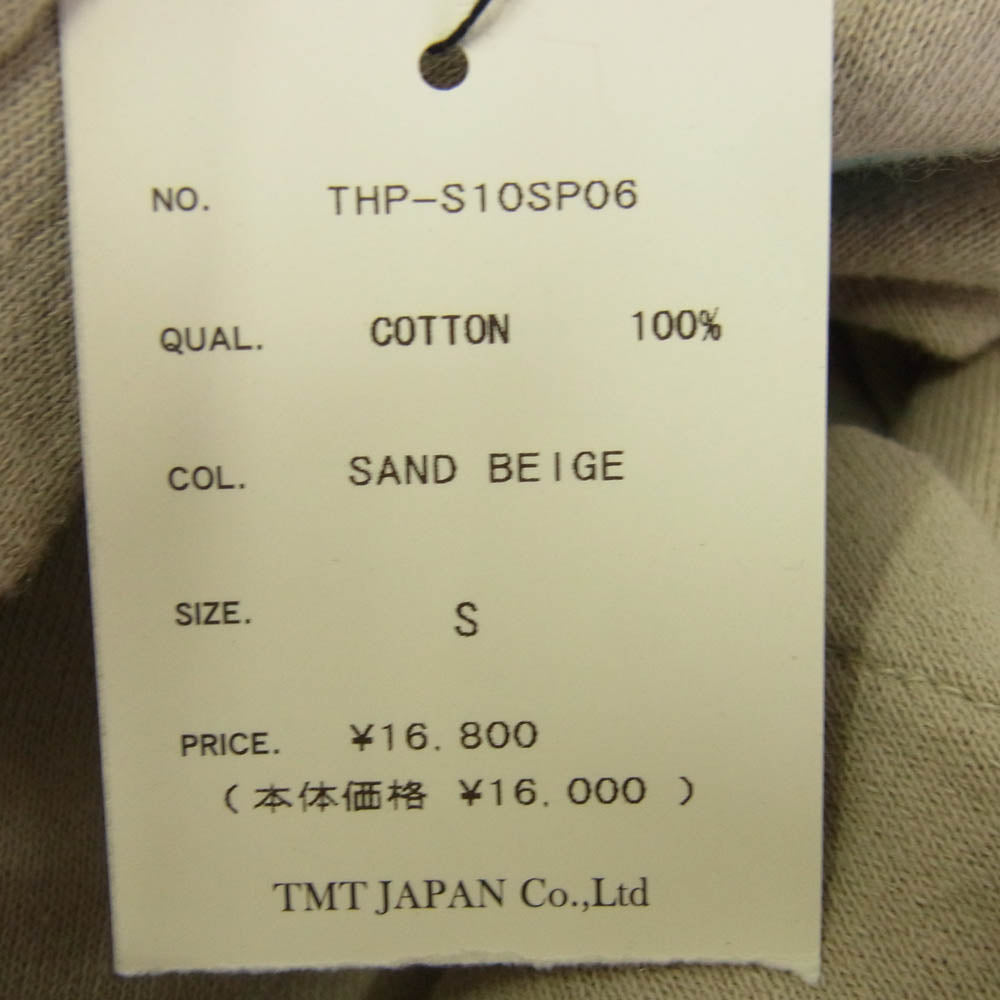 NO. THP-S10SP06
QUAL. COTTON 100%
COL. SAND BEIGE
SIZE. S
PRICE. ¥16.800
(本体価格 ¥16.000 )
TMT JAPAN Co.,Ltd